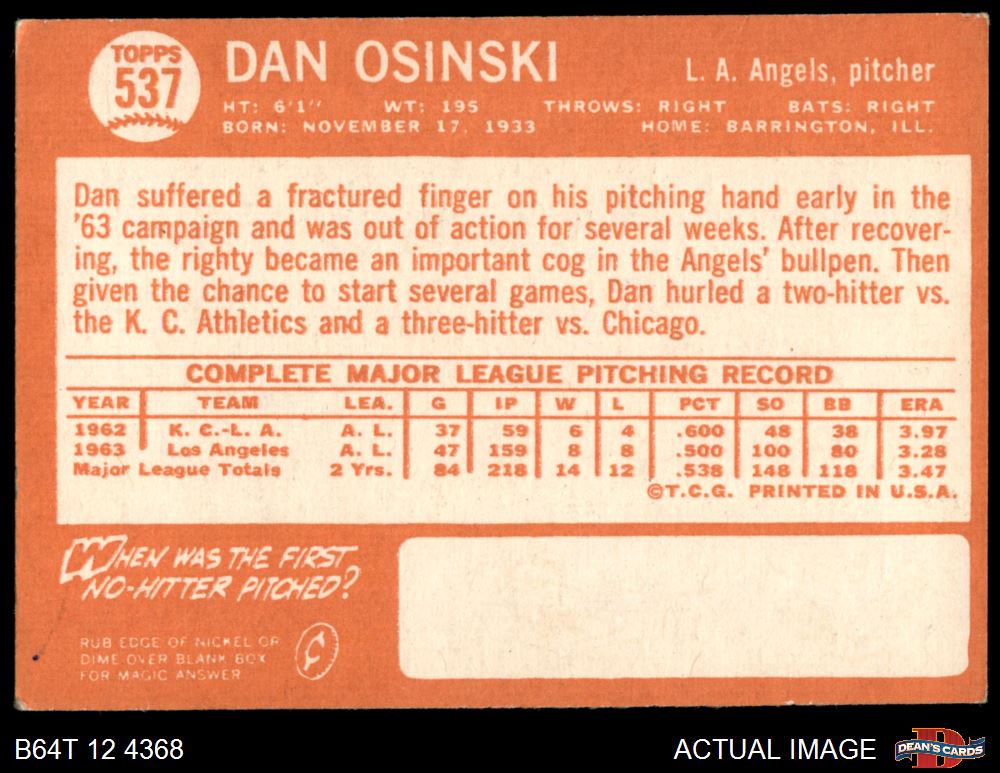 TOPPS
537
DAN OSINSKI
L. A. Angels, pitcher
HT: 6'1" WT: 195 THROWS: RIGHT BATS: RIGHT
BORN: NOVEMBER 17, 1933 HOME: BARRINGTON, ILL.
Dan suffered a fractured finger on his pitching hand early in the
'63 campaign and was out of action for several weeks. After recover-
ing, the righty became an important cog in the Angels' bullpen. Then
given the chance to start several games, Dan hurled a two-hitter vs.
the K. C. Athletics and a three-hitter vs. Chicago.
COMPLETE MAJOR LEAGUE PITCHING RECORD
YEAR TEAM LEA. G IP W L PCT SO BB ERA
1962 K. C.-L. A. A. L. 37 59 6 4 .600 48 38 3.97
1963 Los Angeles A. L. 47 159 8 8 .500 100 80 3.28
Major League Totals 2 Yrs. 84 218 14 12 .538 148 118 3.47
©T.C.G. PRINTED IN U.S.A.
WHEN WAS THE FIRST
NO-HITTER PITCHED?
RUB EDGE OF NICKEL OR
DIME OVER BLANK BOX
FOR MAGIC ANSWER
¢
B64T 12 4368
ACTUAL IMAGE
DEAN'S CARDS